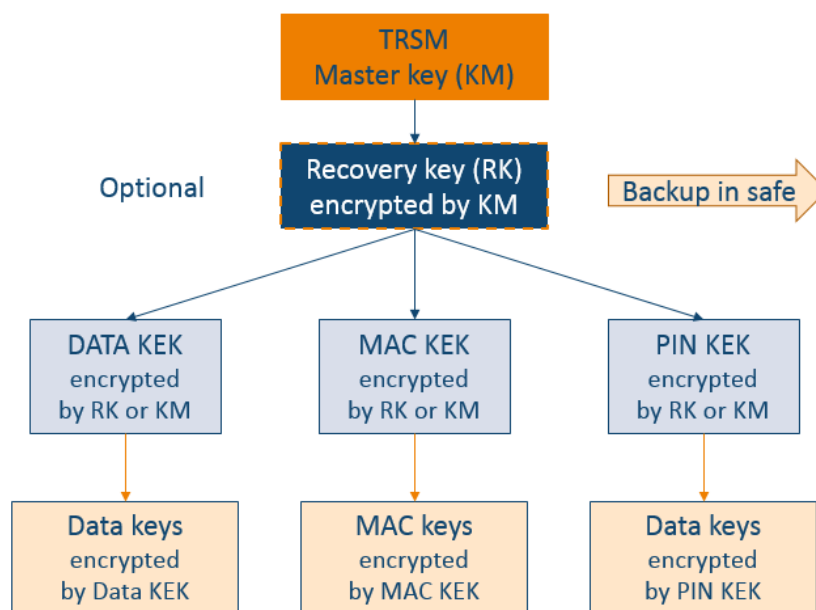 TRSM
Master key (KM)
Optional
Recovery key (RK)
encrypted by KM
Backup in safe
DATA KEK
encrypted
by RK or KM
MAC KEK
encrypted
by RK or KM
PIN KEK
encrypted
by RK or KM
Data keys
encrypted
by Data KEK
MAC keys
encrypted
by MAC KEK
Data keys
encrypted
by PIN KEK